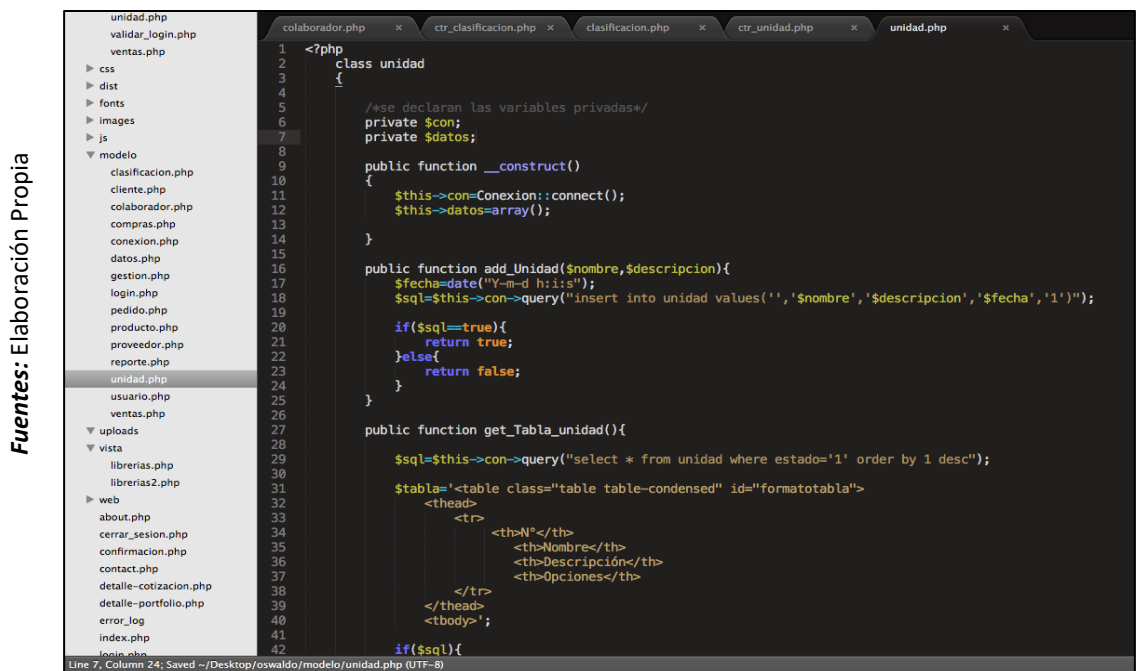 Fuentes: Elaboración Propia
unidad.php
validar_login.php
ventas.php
css
dist
fonts
images
js
modelo
clasificacion.php
cliente.php
colaborador.php
compras.php
conexion.php
datos.php
gestion.php
login.php
pedido.php
producto.php
proveedor.php
reporte.php
unidad.php
usuario.php
ventas.php
uploads
vista
librerias.php
librerias2.php
web
about.php
cerrar_sesion.php
confirmacion.php
contact.php
detalle-cotizacion.php
detalle-portfolio.php
error_log
index.php
login.php
colaborador.php × ctr_clasificacion.php × clasificacion.php × ctr_unidad.php × unidad.php ×
1 <?php
2 class unidad
3 {
4
5 /*se declaran las variables privadas*/
6 private $con;
7 private $datos;
8
9 public function __construct()
10 {
11 $this->con=Conexion::connect();
12 $this->datos=array();
13
14 }
15
16 public function add_Unidad($nombre,$descripcion){
17 $fecha=date("Y-m-d h:i:s");
18 $sql=$this->con->query("insert into unidad values('','$nombre','$descripcion','$fecha','1')");
19
20 if($sql==true){
21 return true;
22 }else{
23 return false;
24 }
25 }
26
27 public function get_Tabla_unidad(){
28
29 $sql=$this->con->query("select * from unidad where estado='1' order by 1 desc");
30
31 $tabla='<table class="table table-condensed" id="formatotabla">
32 <thead>
33 <tr>
34 <th>N°</th>
35 <th>Nombre</th>
36 <th>Descripción</th>
37 <th>Opciones</th>
38 </tr>
39 </thead>
40 <tbody>';
41
42 if($sql){
Line 7, Column 24; Saved ~/Desktop/oswaldo/modelo/unidad.php (UTF-8)